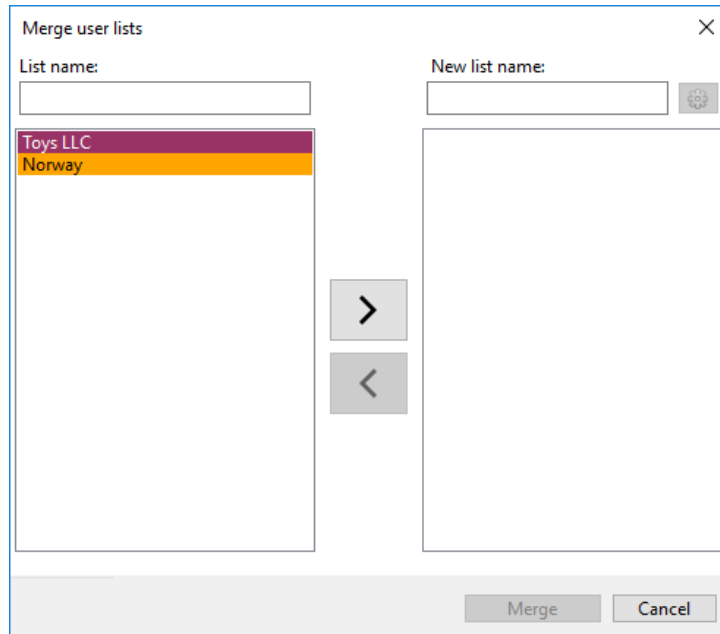 Merge user lists
List name:
New list name:
Toys LLC
Norway
Merge
Cancel